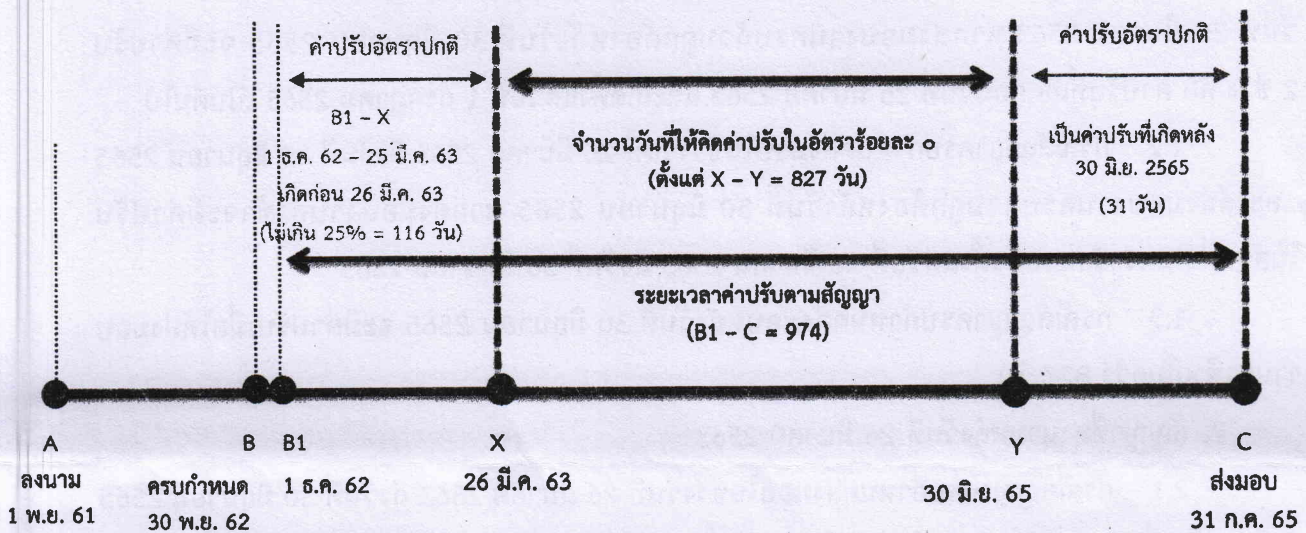 ค่าปรับอัตราปกติ
B1 – X
1 ธ.ค. 62 – 25 มี.ค. 63
เกิดก่อน 26 มี.ค. 63
(ไม่เกิน 25% = 116 วัน)
จำนวนวันที่ให้คิดค่าปรับในอัตราร้อยละ ๐
(ตั้งแต่ X – Y = 827 วัน)
ค่าปรับอัตราปกติ
เป็นค่าปรับที่เกิดหลัง
30 มิ.ย. 2565
(31 วัน)
ระยะเวลาค่าปรับตามสัญญา
(B1 – C = 974)
A
ลงนาม
1 พ.ย. 61
B
ครบกำหนด
30 พ.ย. 62
B1
1 ธ.ค. 62
X
26 มี.ค. 63
Y
30 มิ.ย. 65
C
ส่งมอบ
31 ก.ค. 65